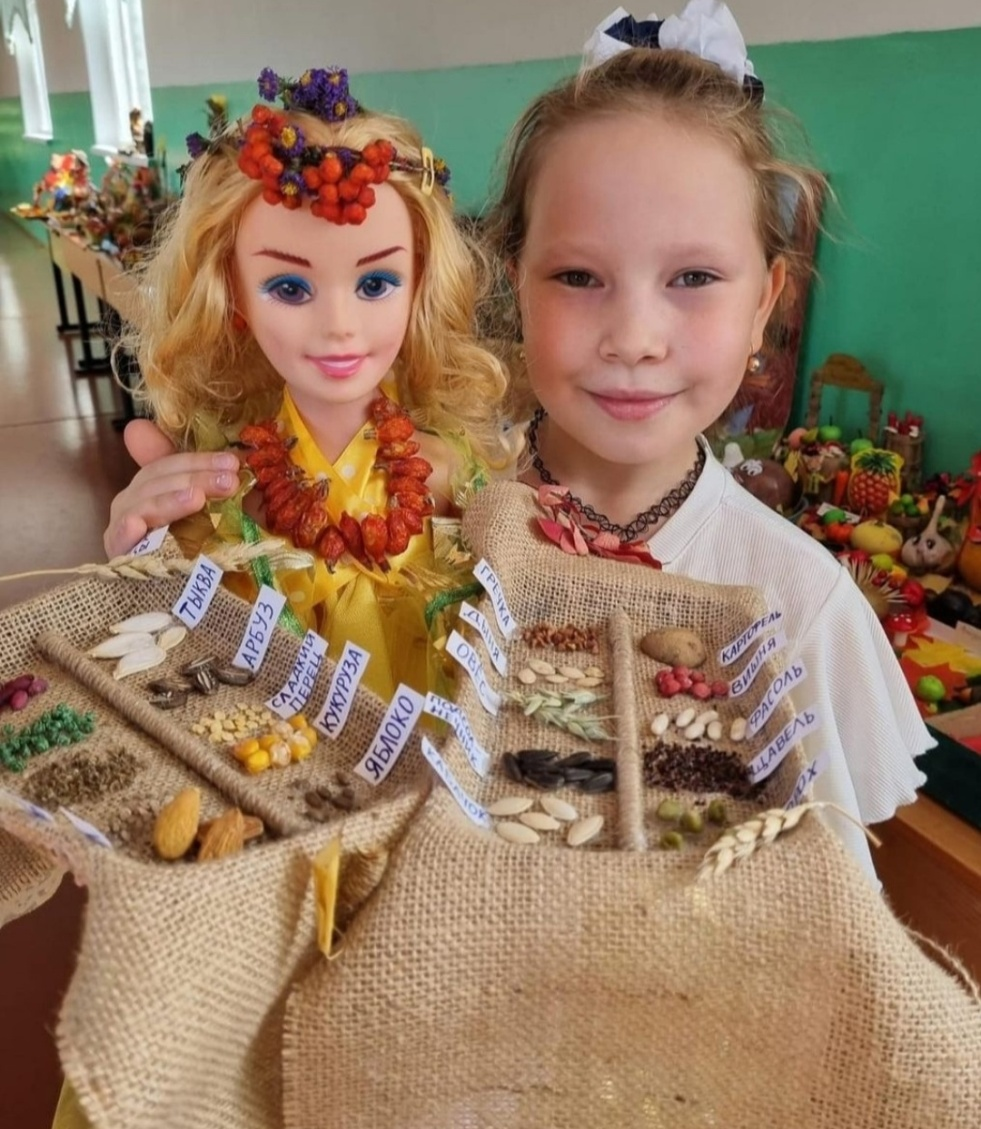 ТЫКВА
АРБУЗ
СЛАДКИЙ
ПЕРЕЦ
КУКУРУЗА
ЯБЛОКО
ГРЕЧКА
ДЫНЯ
ОВЁС
КАРТОФЕЛЬ
ВИШНЯ
ФАСОЛЬ
ЩАВЕЛЬ